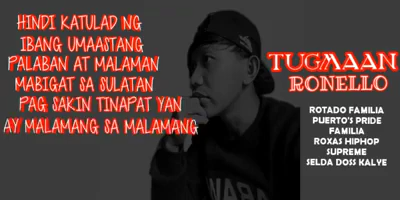 HINDI KATULAD NG
IBANG UMAASTANG
PALABAN AT MALAMAN
MABIGAT SA SULATAN
PAG SAKIN TINAPAT YAN
AY MALAMANG SA MALAMANG
TUGMAAN
RONELLO
ROTADO FAMILIA
PUERTO'S PRIDE
FAMILIA
ROXAS HIPHOP
SUPREME
SELDA DOSS KALYE